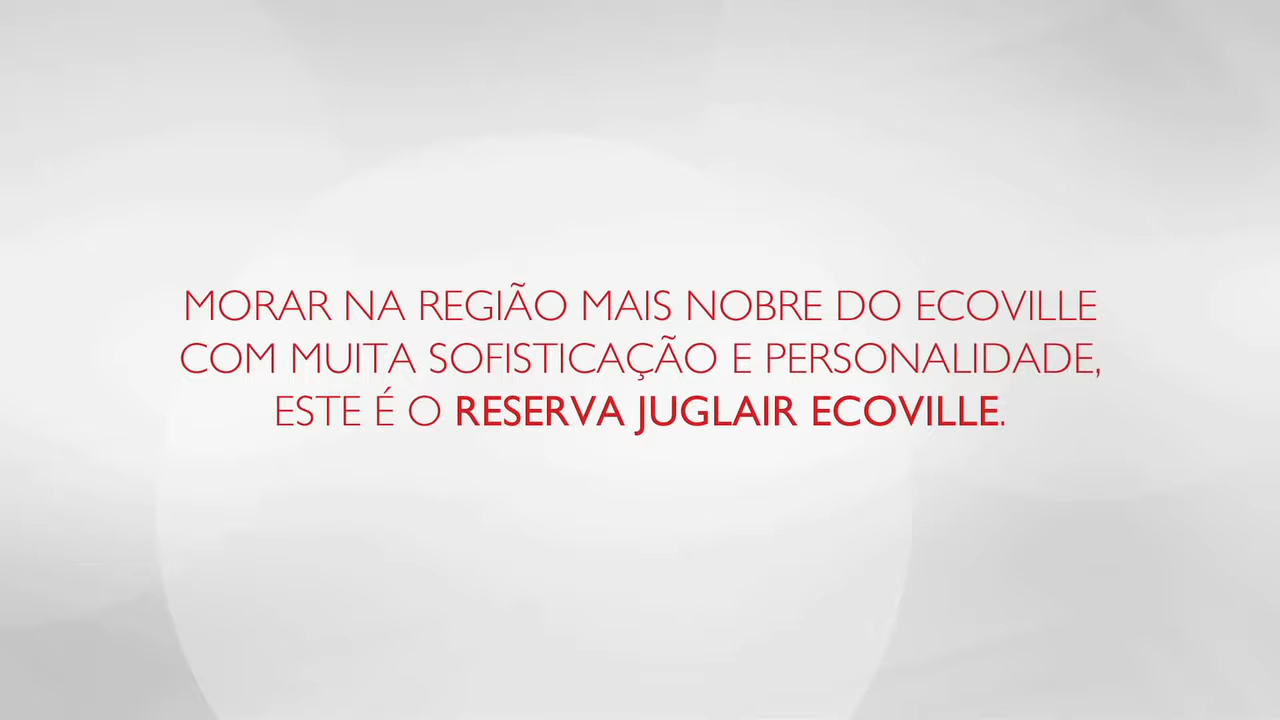 MORAR NA REGIÃO MAIS NOBRE DO ECOVILLE
COM MUITA SOFISTICAÇÃO E PERSONALIDADE,
ESTE É O RESERVA JUGLAIR ECOVILLE.